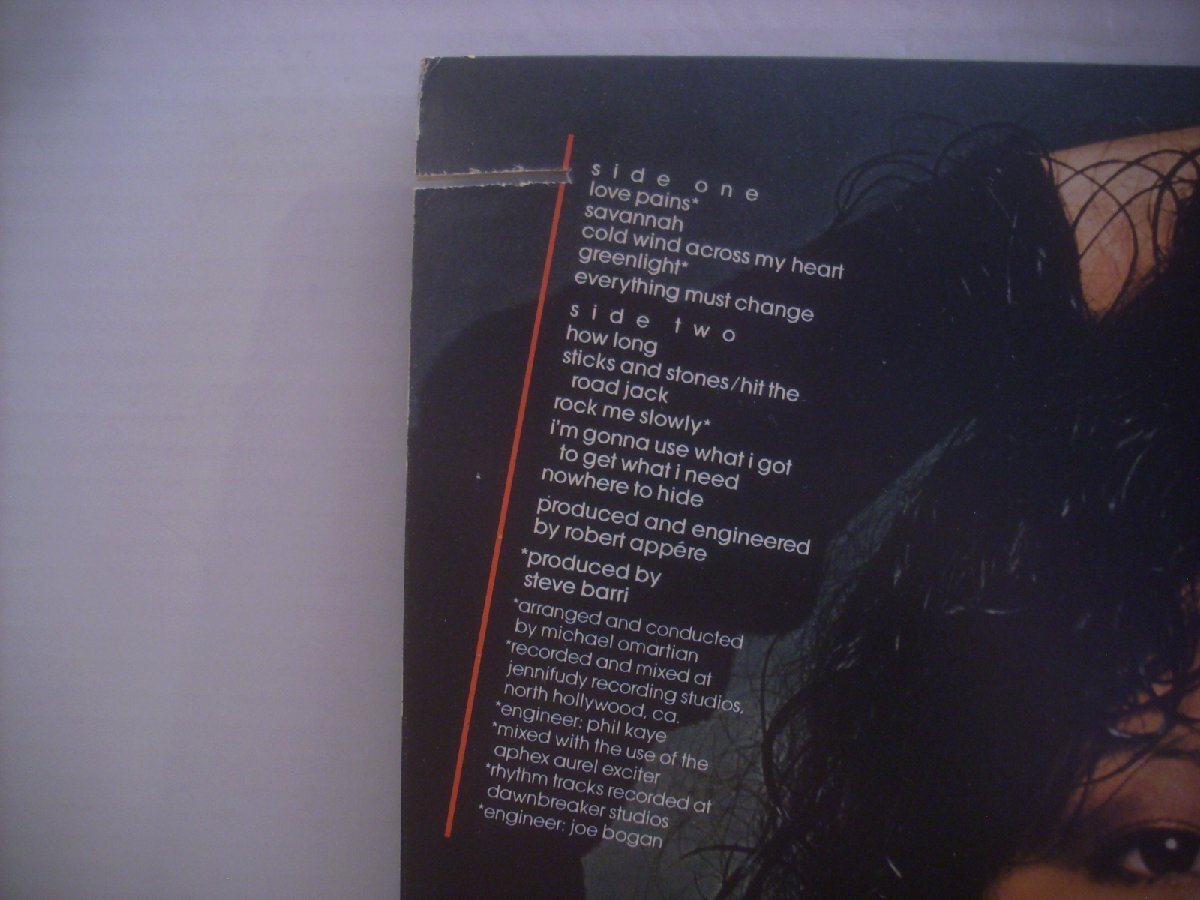 side one
love pains*
savannah
cold wind across my heart
greenlight*
everything must change
side two
how long
sticks and stones/hit the
road jack
rock me slowly*
i'm gonna use what i got
to get what i need
nowhere to hide
produced and engineered
by robert appére
*produced by
steve barri
*arranged and conducted
by michael omartian
*recorded and mixed at
jennifudy recording studios,
north hollywood, ca.
*engineer: phil kaye
*mixed with the use of the
aphex aurel exciter
*rhythm tracks recorded at
dawnbreaker studios
*engineer: joe bogan